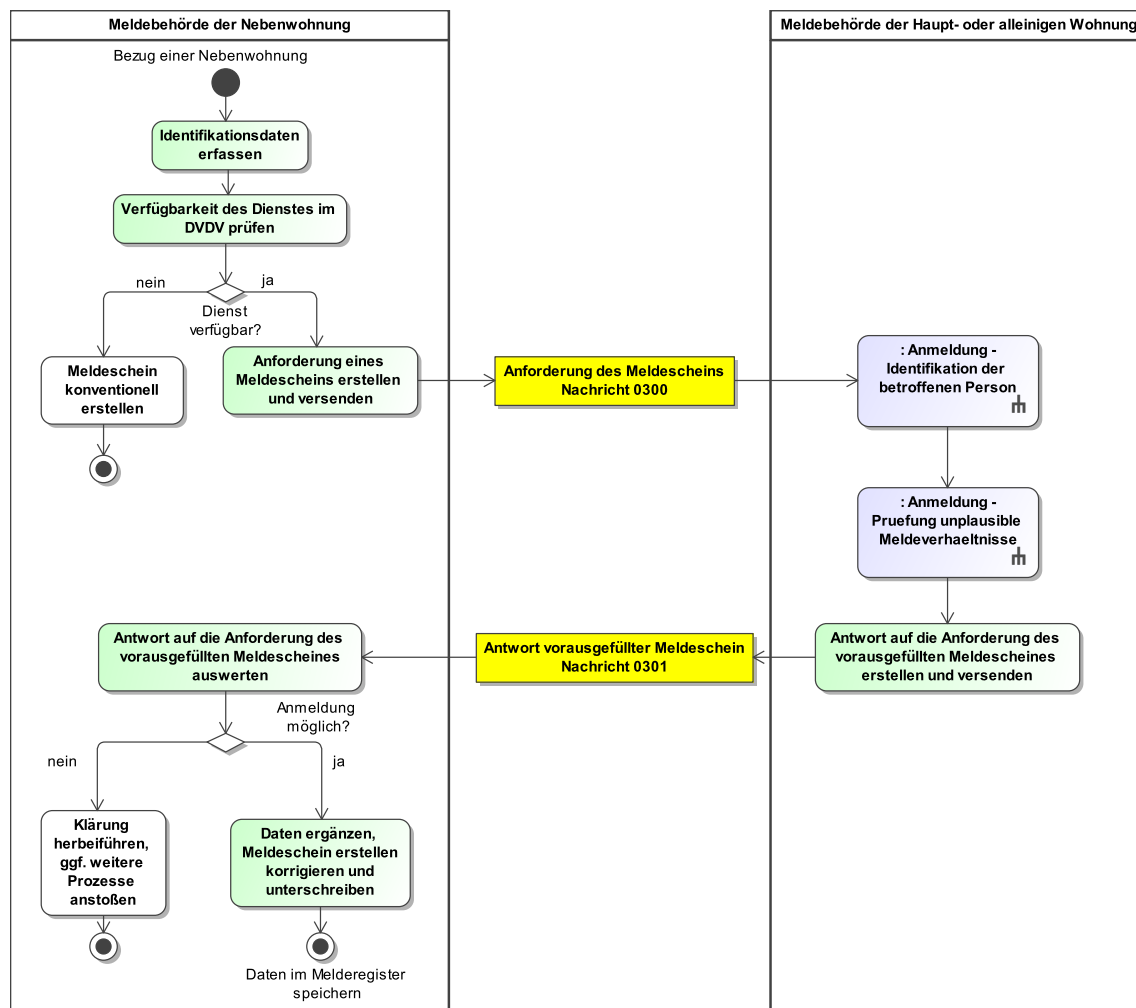 Meldebehörde der Nebenwohnung
Meldebehörde der Haupt- oder alleinigen Wohnung
Bezug einer Nebenwohnung
Identifikationsdaten
erfassen
Verfügbarkeit des Dienstes im
DVDV prüfen
nein
ja
Dienst
verfügbar?
Meldeschein
konventionell
erstellen
Anforderung eines
Meldescheins erstellen
und versenden
Anforderung des Meldescheins
Nachricht 0300
: Anmeldung -
Identifikation der
betroffenen Person
: Anmeldung -
Pruefung unplausible
Meldeverhaeltnisse
Antwort auf die Anforderung des
vorausgefüllten Meldescheines
erstellen und versenden
Antwort vorausgefüllter Meldeschein
Nachricht 0301
Antwort auf die Anforderung des
vorausgefüllten Meldescheines
auswerten
Anmeldung
möglich?
nein
ja
Klärung
herbeiführen,
ggf. weitere
Prozesse
anstoßen
Daten ergänzen,
Meldeschein erstellen
korrigieren und
unterschreiben
Daten im Melderegister
speichern